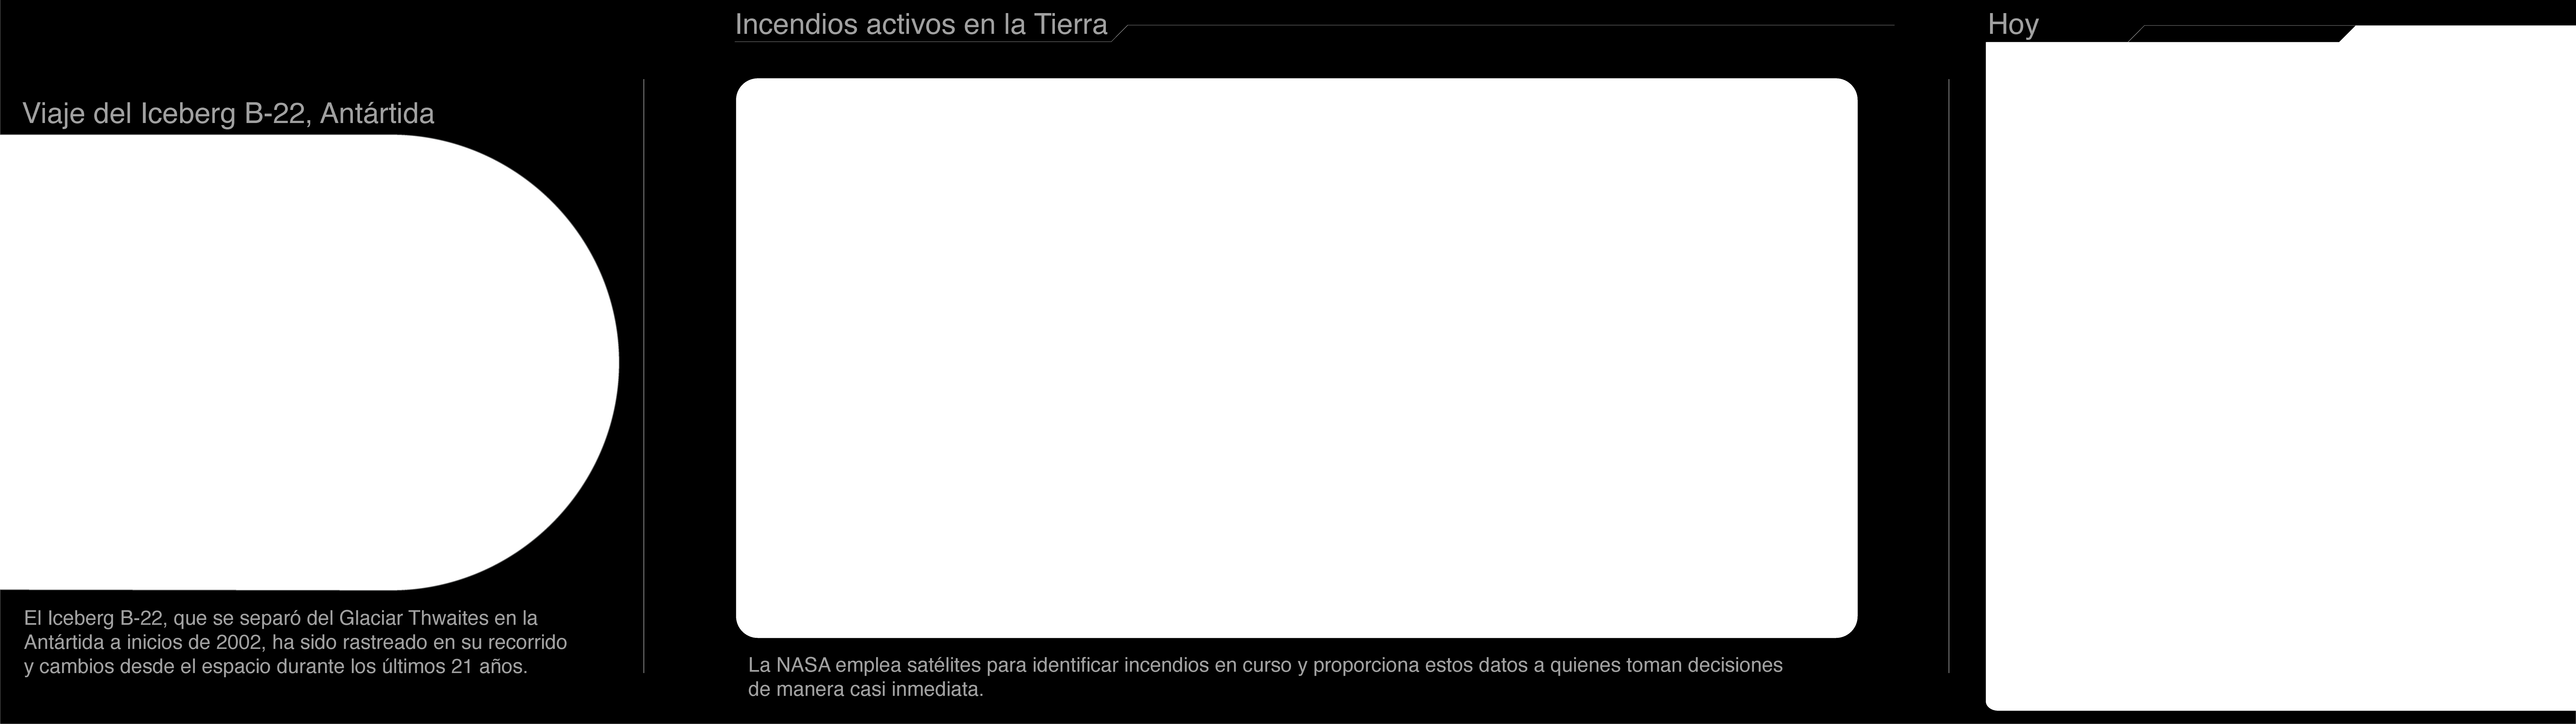 Viaje del Iceberg B-22, Antártida
El Iceberg B-22, que se separó del Glaciar Thwaites en la
Antártida a inicios de 2002, ha sido rastreado en su recorrido
y cambios desde el espacio durante los últimos 21 años.
Incendios activos en la Tierra
La NASA emplea satélites para identificar incendios en curso y proporciona estos datos a quienes toman decisiones
de manera casi inmediata.
Hoy